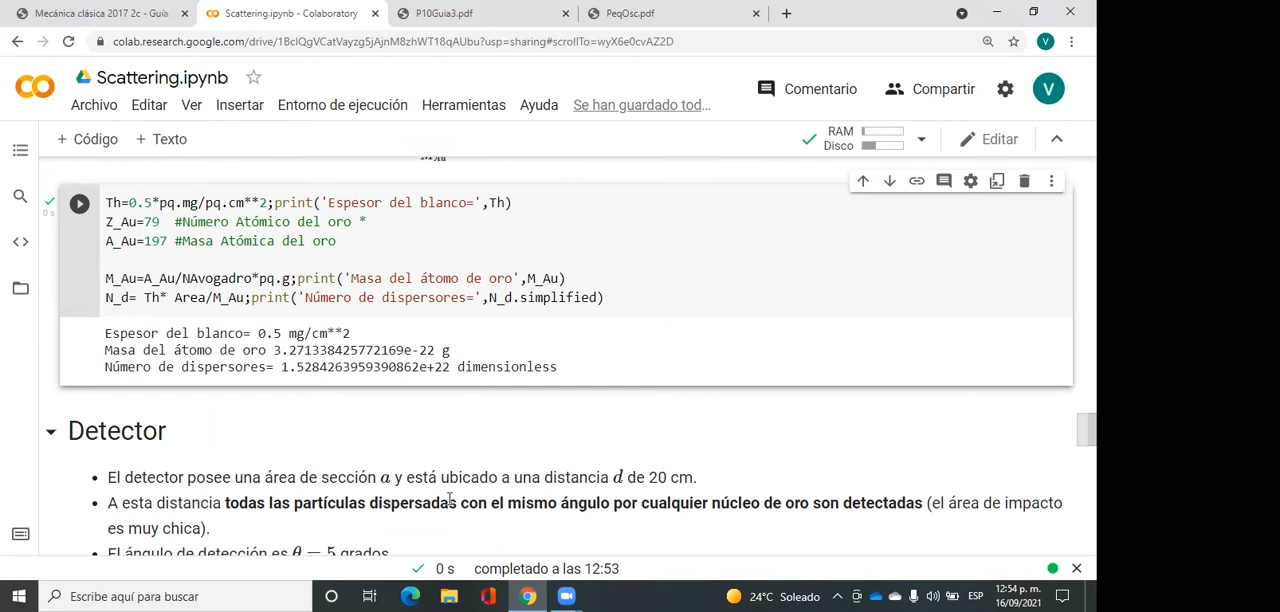 Mecánica clásica 2017 2c - Guía
Scattering.ipynb - Colaboratory
P10Guia3.pdf
PeqOsc.pdf
colab.research.google.com/drive/1BclQgVCatVayzg5jAjnM8zhWT18qAUbu?usp=sharing#scrollTo=wyX6e0cvAZ2D
V
Scattering.ipynb
Comentario
Compartir
V
Archivo Editar Ver Insertar Entorno de ejecución Herramientas Ayuda Se han guardado tod...
+ Código + Texto
RAM
Disco
Editar
0 s
Th=0.5*pq.mg/pq.cm**2;print('Espesor del blanco=',Th)
Z_Au=79 #Número Atómico del oro *
A_Au=197 #Masa Atómica del oro
M_Au=A_Au/NAvogadro*pq.g;print('Masa del átomo de oro',M_Au)
N_d= Th* Area/M_Au;print('Número de dispersores=',N_d.simplified)
Espesor del blanco= 0.5 mg/cm**2
Masa del átomo de oro 3.271338425772169e-22 g
Número de dispersores= 1.5284263959390862e+22 dimensionless
Detector
• El detector posee una área de sección a y está ubicado a una distancia d de 20 cm.
• A esta distancia todas las partículas dispersadas con el mismo ángulo por cualquier núcleo de oro son detectadas (el área de impacto
es muy chica).
• El ángulo de detección es θ = 5 grados
0 s completado a las 12:53
Escribe aquí para buscar
24°C Soleado
ESP
12:54 p. m.
16/09/2021